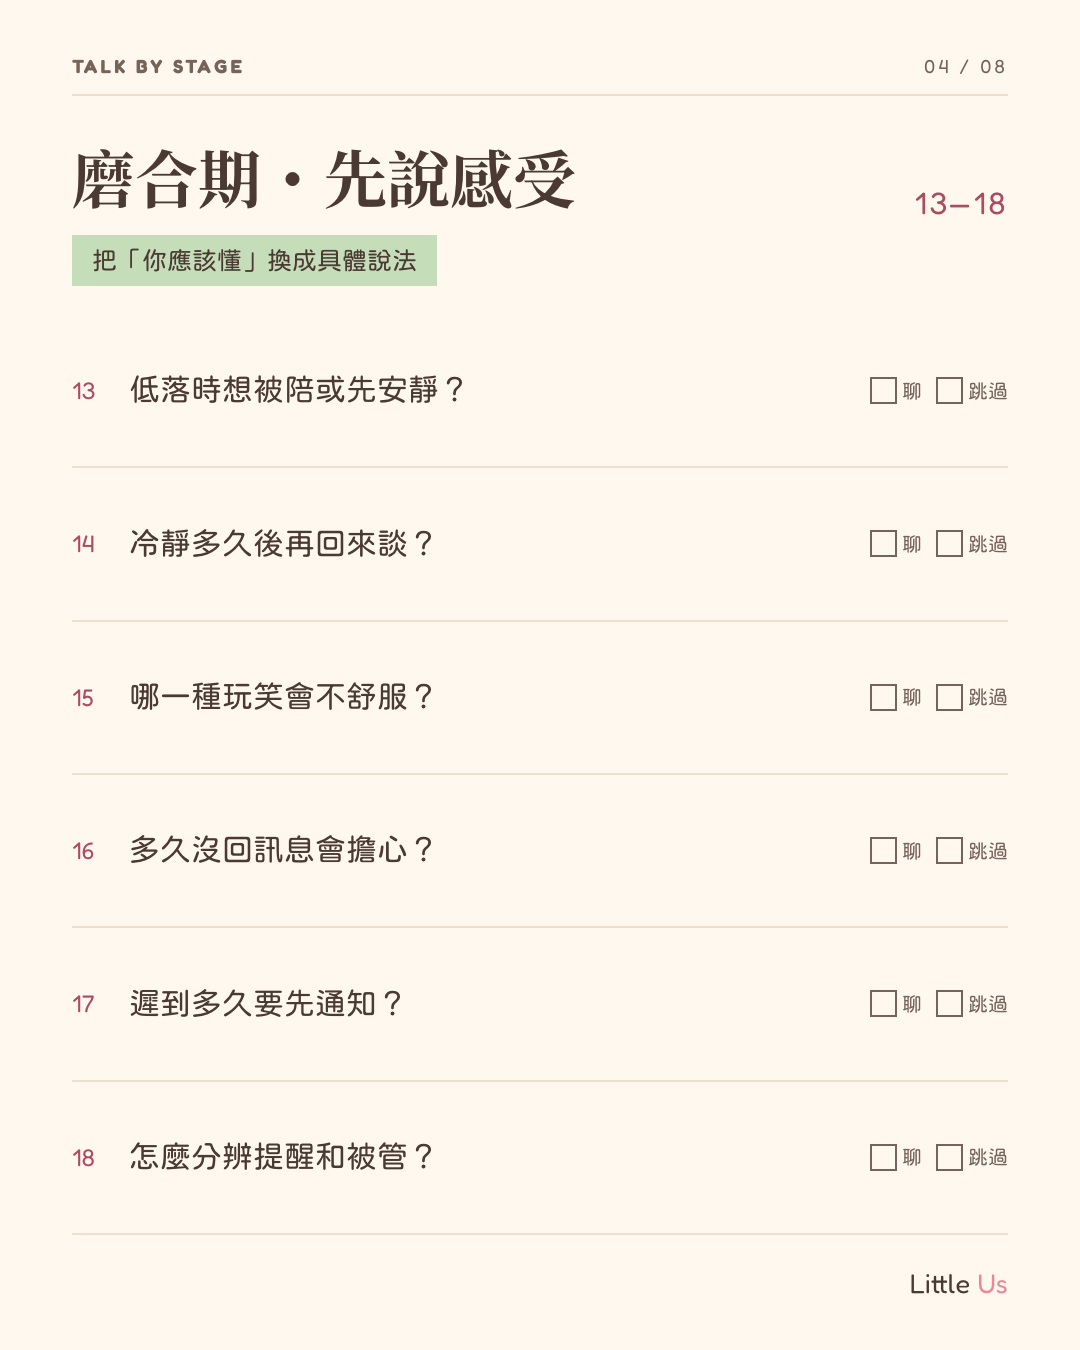 TALK BY STAGE
04 / 08
磨合期・先說感受
13–18
把「你應該懂」換成具體說法
13 低落時想被陪或先安靜？ 聊 跳過
14 冷靜多久後再回來談？ 聊 跳過
15 哪一種玩笑會不舒服？ 聊 跳過
16 多久沒回訊息會擔心？ 聊 跳過
17 遲到多久要先通知？ 聊 跳過
18 怎麼分辨提醒和被管？ 聊 跳過
Little Us